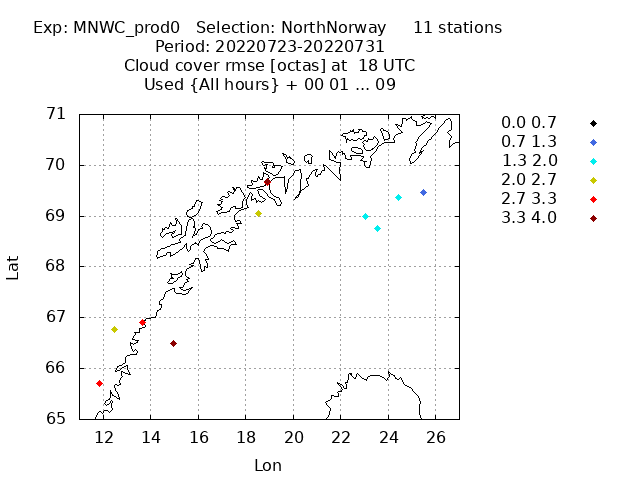 Exp: MNWC_prod0 Selection: NorthNorway 11 stations
Period: 20220723-20220731
Cloud cover rmse [octas] at 18 UTC
Used {All hours} + 00 01 ... 09
71
70
69
68
67
66
65
Lat
12 14 16 18 20 22 24 26
Lon
0.0 0.7
0.7 1.3
1.3 2.0
2.0 2.7
2.7 3.3
3.3 4.0